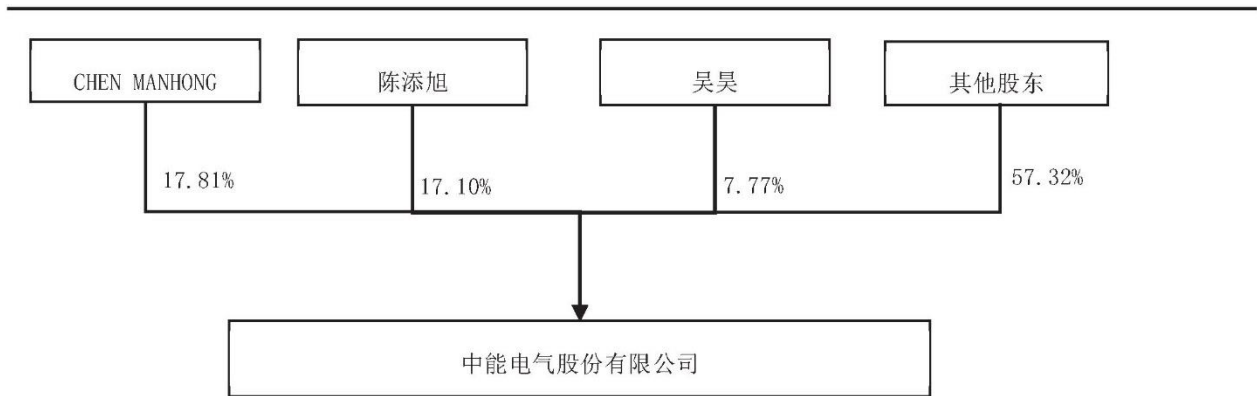 CHEN MANHONG
陈添旭
吴昊
其他股东
17.81%
17.10%
7.77%
57.32%
中能电气股份有限公司